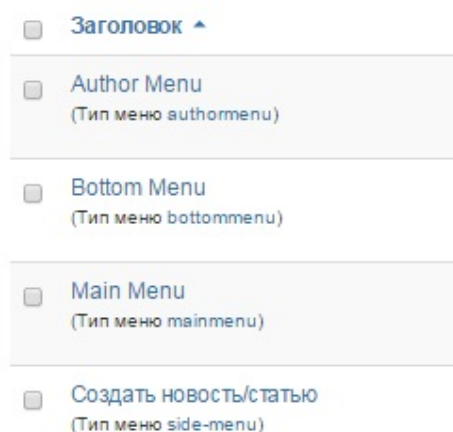 Заголовок
Author Menu
(Тип меню authormenu)
Bottom Menu
(Тип меню bottommenu)
Main Menu
(Тип меню mainmenu)
Создать новость/статью
(Тип меню side-menu)